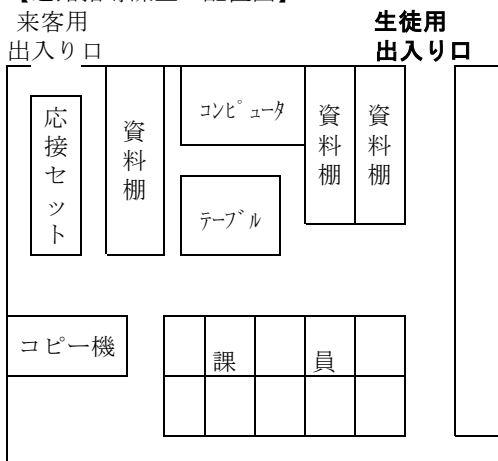 来客用
出入り口
生徒用
出入り口
応接セット
資料棚
コンピュータ
テーブル
資料棚
資料棚
コピー機
課員